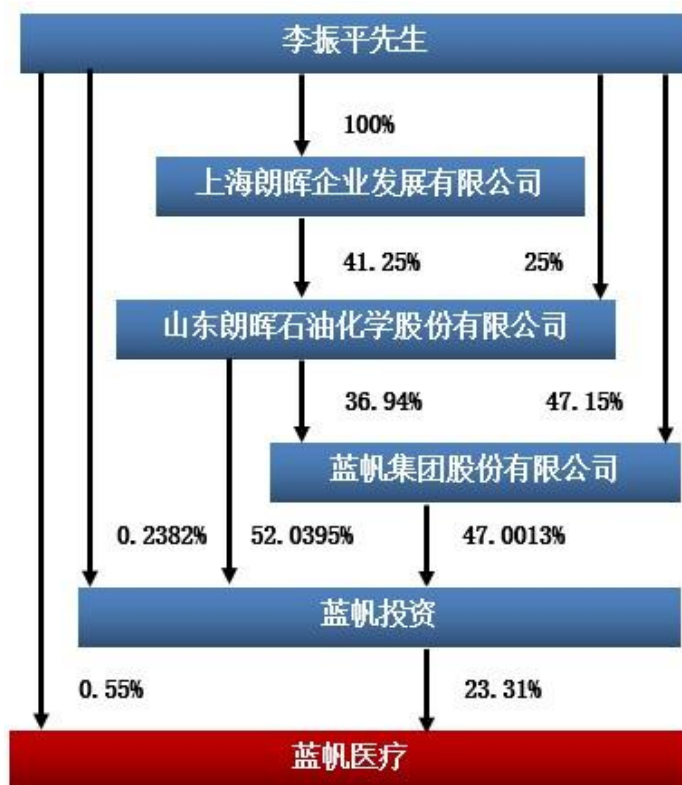 李振平先生
100%
上海朗晖企业发展有限公司
41.25% 25%
山东朗晖石油化学股份有限公司
36.94% 47.15%
蓝帆集团股份有限公司
0.2382% 52.0395% 47.0013%
蓝帆投资
0.55% 23.31%
蓝帆医疗